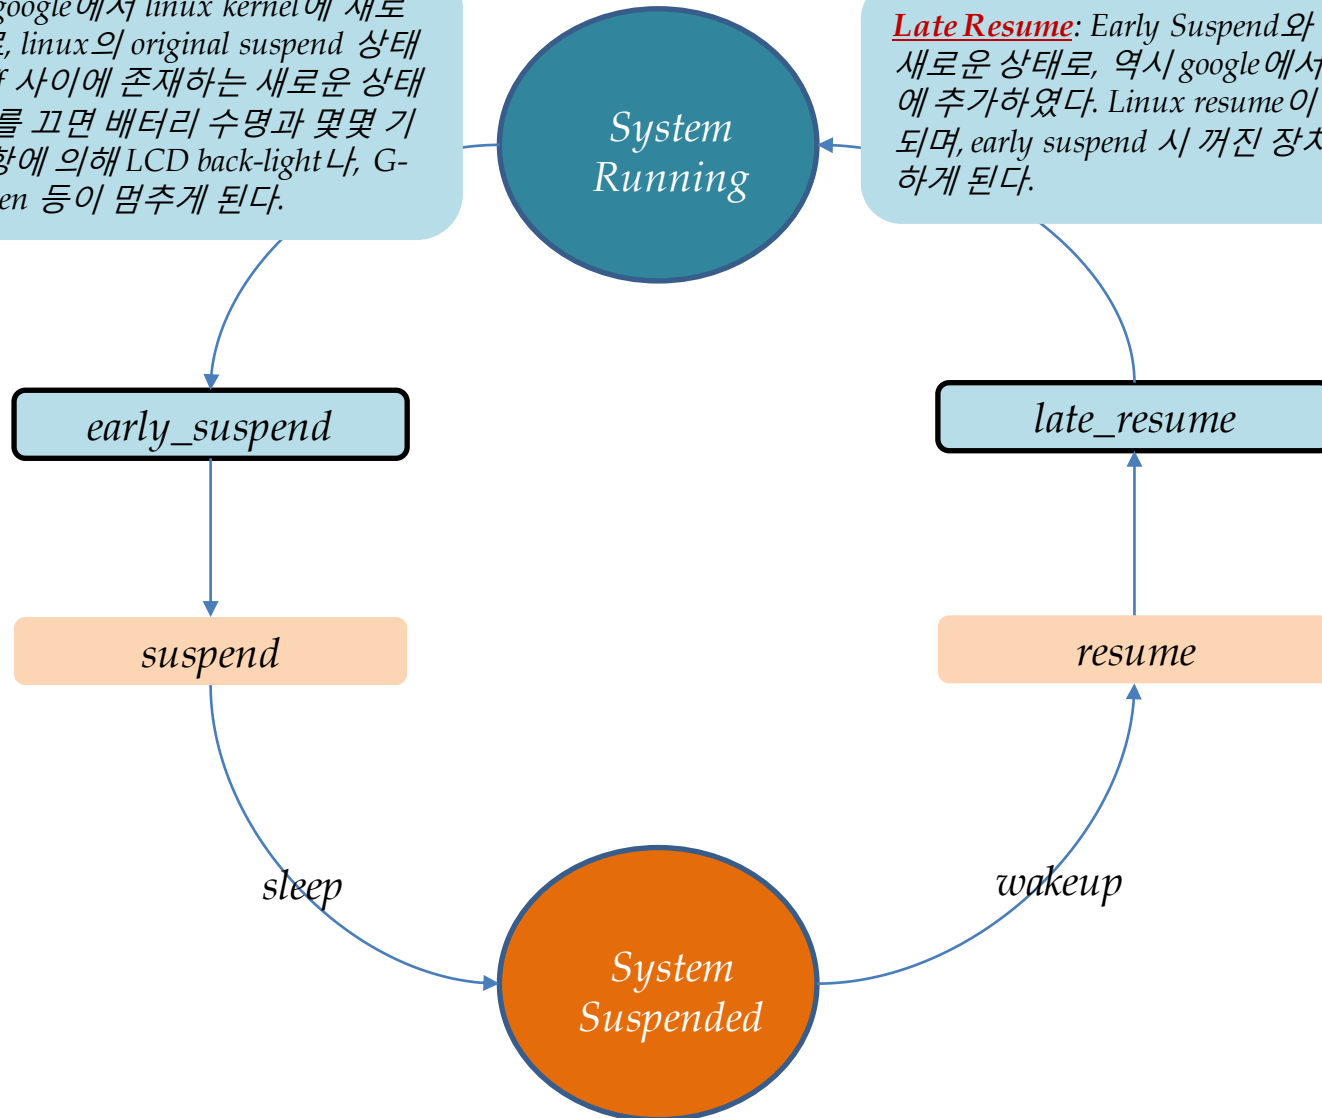 google에서 linux kernel에 새로
, linux의 original suspend 상태
사이에 존재하는 새로운 상태
를 끄면 배터리 수명과 몇몇 기
황에 의해 LCD back-light나, G-
en 등이 멈추게 된다.
Late Resume: Early Suspend와
새로운 상태로, 역시 google에서
에 추가하였다. Linux resume이
되며, early suspend 시 꺼진 장치
하게 된다.
System
Running
early_suspend
late_resume
suspend
resume
sleep
wakeup
System
Suspended